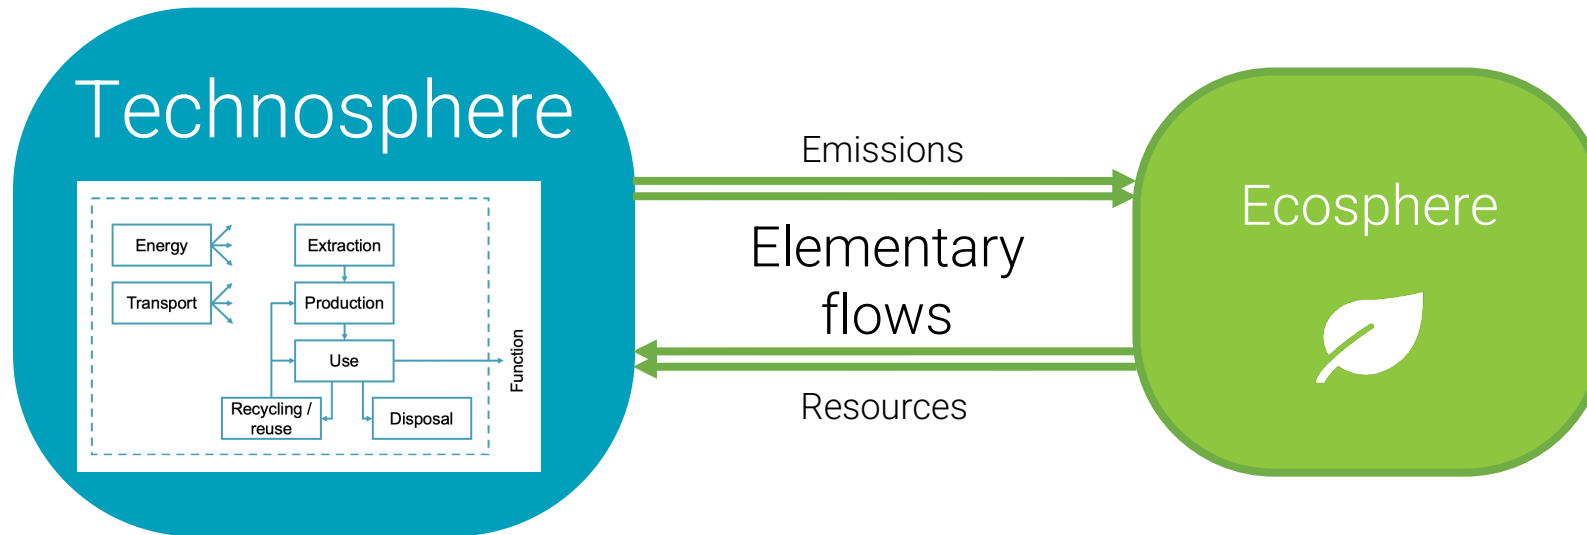 Technosphere
Energy
Extraction
Transport
Production
Use
Function
Recycling /
reuse
Disposal
Emissions
Elementary
flows
Resources
Ecosphere